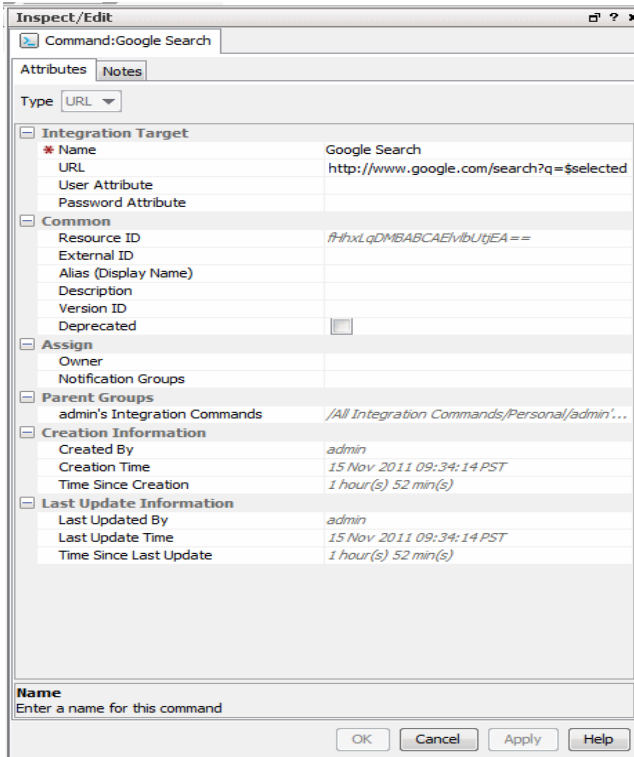 Inspect/Edit
Command:Google Search
Attributes Notes
Type URL
Integration Target
* Name Google Search
URL http://www.google.com/search?q=$selected
User Attribute
Password Attribute
Common
Resource ID
External ID
Alias (Display Name)
Description
Version ID
Deprecated
Assign
Owner
Notification Groups
Parent Groups
admin's Integration Commands /All Integration Commands/Personal/admin'...
Creation Information
Created By admin
Creation Time 15 Nov 2011 09:34:14 PST
Time Since Creation 1 hour(s) 52 min(s)
Last Update Information
Last Updated By admin
Last Update Time 15 Nov 2011 09:34:14 PST
Time Since Last Update 1 hour(s) 52 min(s)
Name
Enter a name for this command
OK Cancel Apply Help